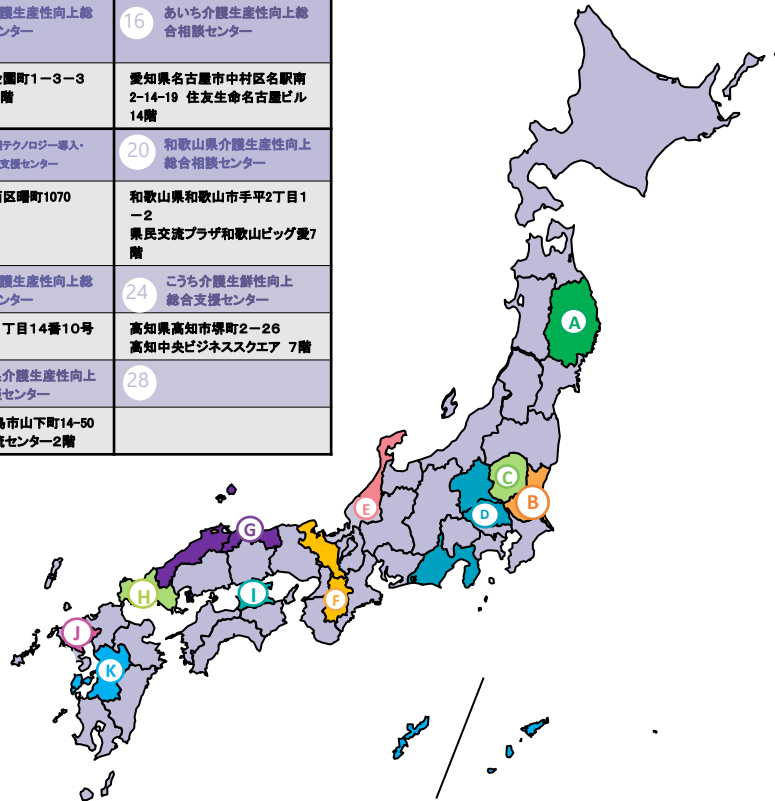 護生産性向上総
ンター
16
あいち介護生産性向上総
合相談センター
公園町1－3－3
階
愛知県名古屋市中村区名駅南
2-14-19 住友生命名古屋ビル
14階
テクノロジー導入・
支援センター
20
和歌山県介護生産性向上
総合相談センター
区曙町1070
和歌山県和歌山市手平2丁目1
－2
県民交流プラザ和歌山ビッグ愛7
階
護生産性向上総
ンター
24
こうち介護生鮮性向上
総合支援センター
丁目14番10号
高知県高知市堺町2－26
高知中央ビジネススクエア 7階
介護生産性向上
センター
28
島市山下町14-50
センター2階
A
C
B
D
E
G
F
H
I
J
K